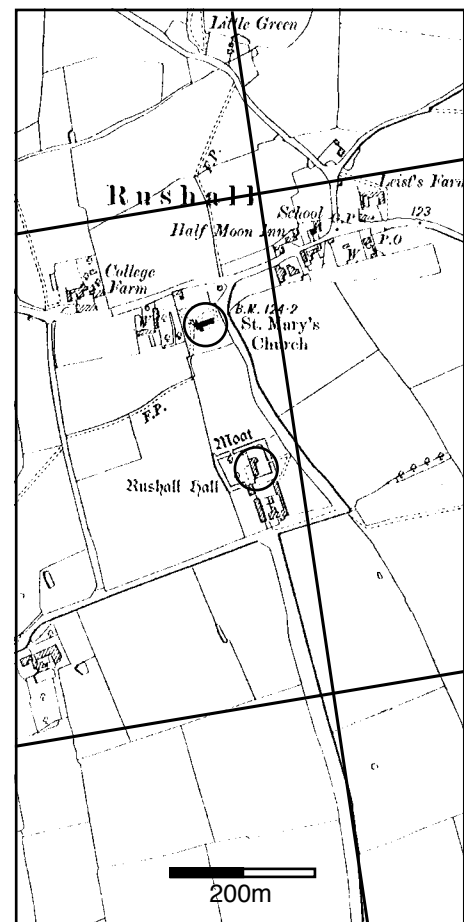 Little Green
F.P.
Rushall
Leist's Farm
School
G.P.
123
Half Moon Inn
W
P.O
College
Farm
B.M. 124·2
St. Mary's
Church
F.P.
Moat
Rushall Hall
200m